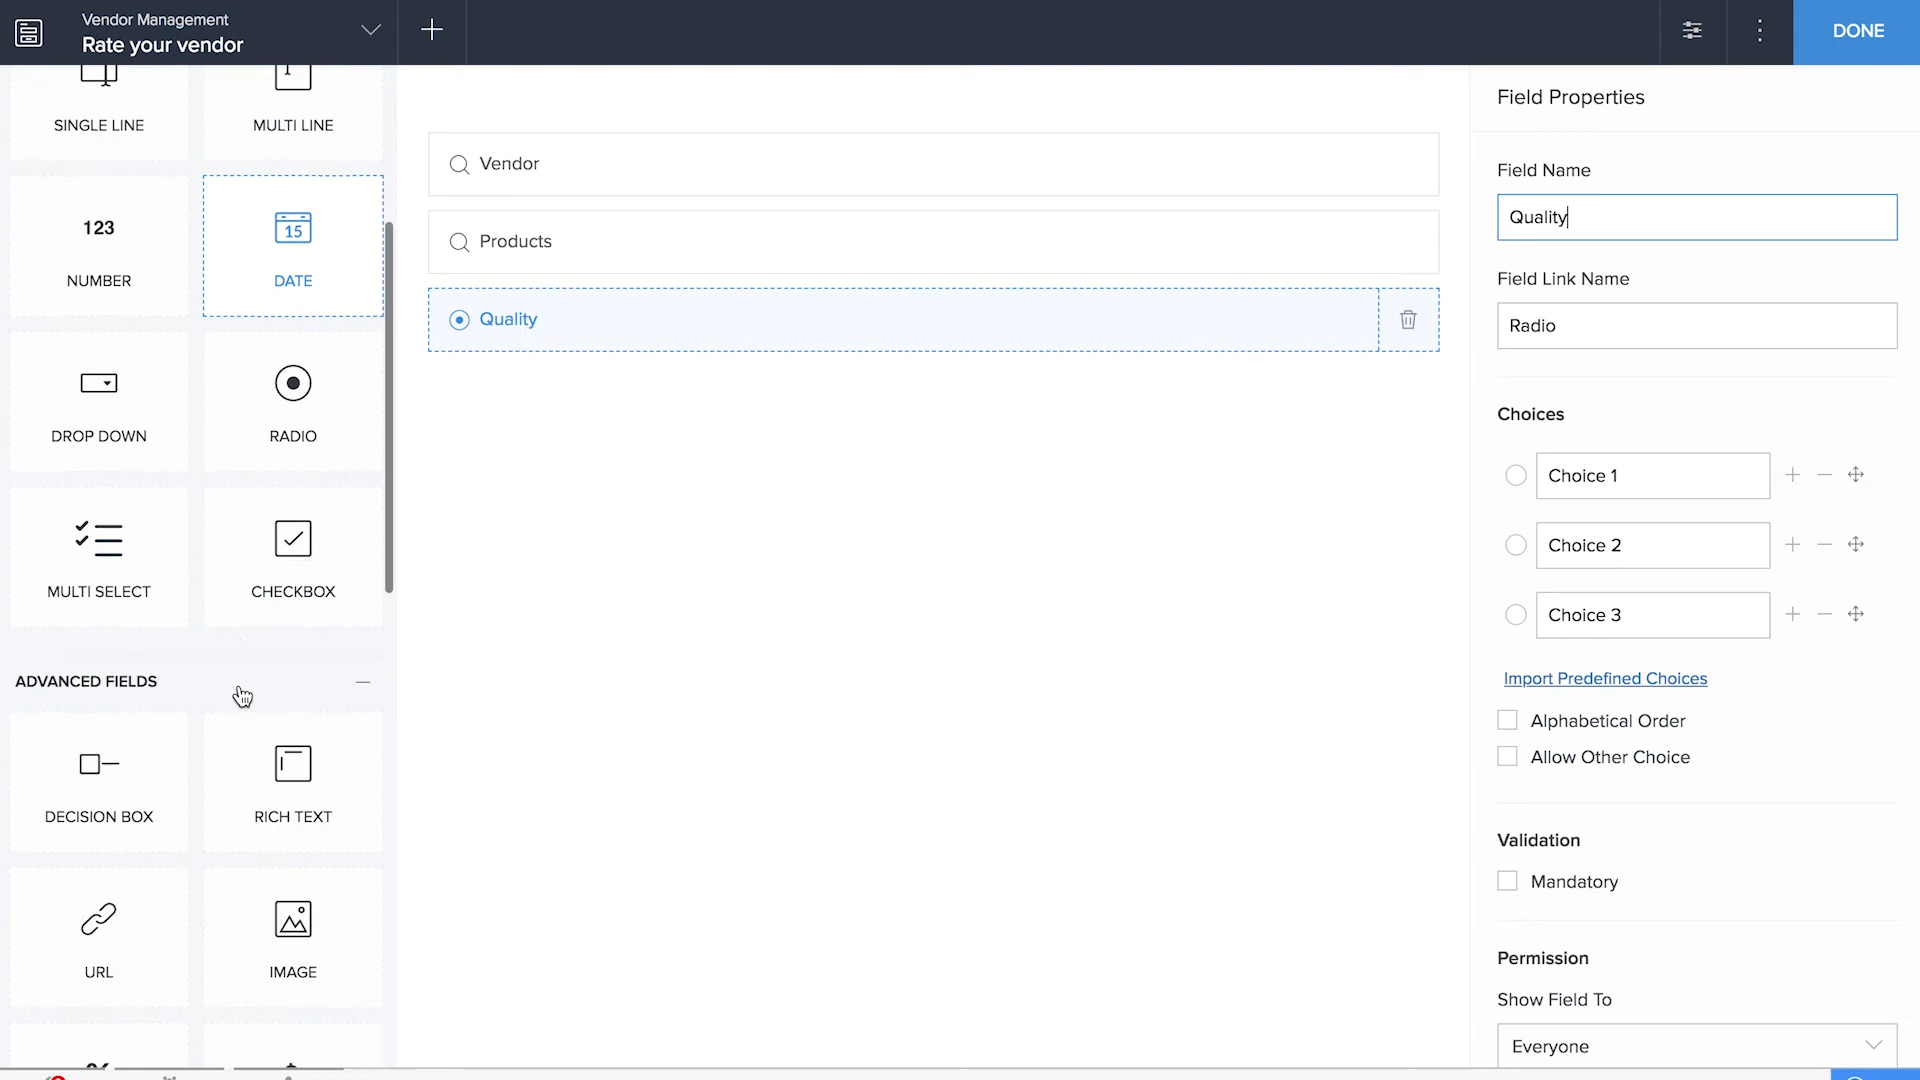 Vendor Management
Rate your vendor
DONE
SINGLE LINE
MULTI LINE
123
NUMBER
15
DATE
DROP DOWN
RADIO
MULTI SELECT
CHECKBOX
ADVANCED FIELDS
DECISION BOX
RICH TEXT
URL
IMAGE
Vendor
Products
Quality
Field Properties
Field Name
Quality
Field Link Name
Radio
Choices
Choice 1
Choice 2
Choice 3
Import Predefined Choices
Alphabetical Order
Allow Other Choice
Validation
Mandatory
Permission
Show Field To
Everyone